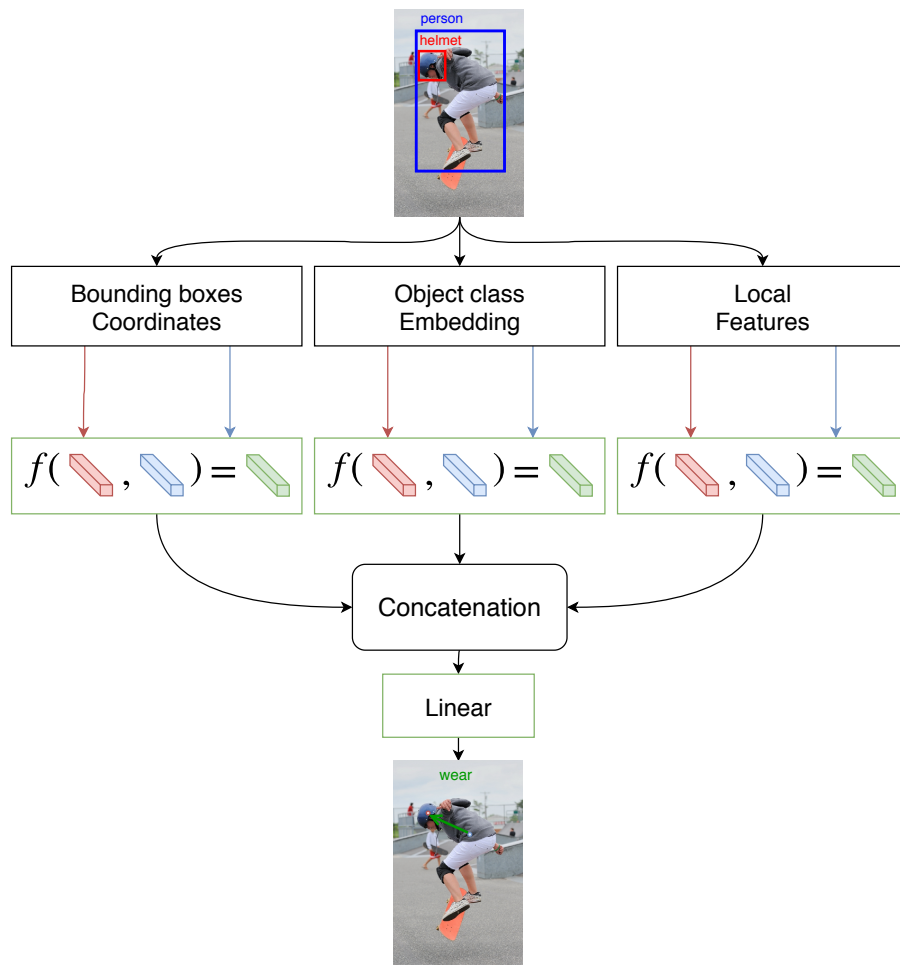 person
helmet
Bounding boxes
Coordinates
Object class
Embedding
Local
Features
f( , ) =
f( , ) =
f( , ) =
Concatenation
Linear
wear